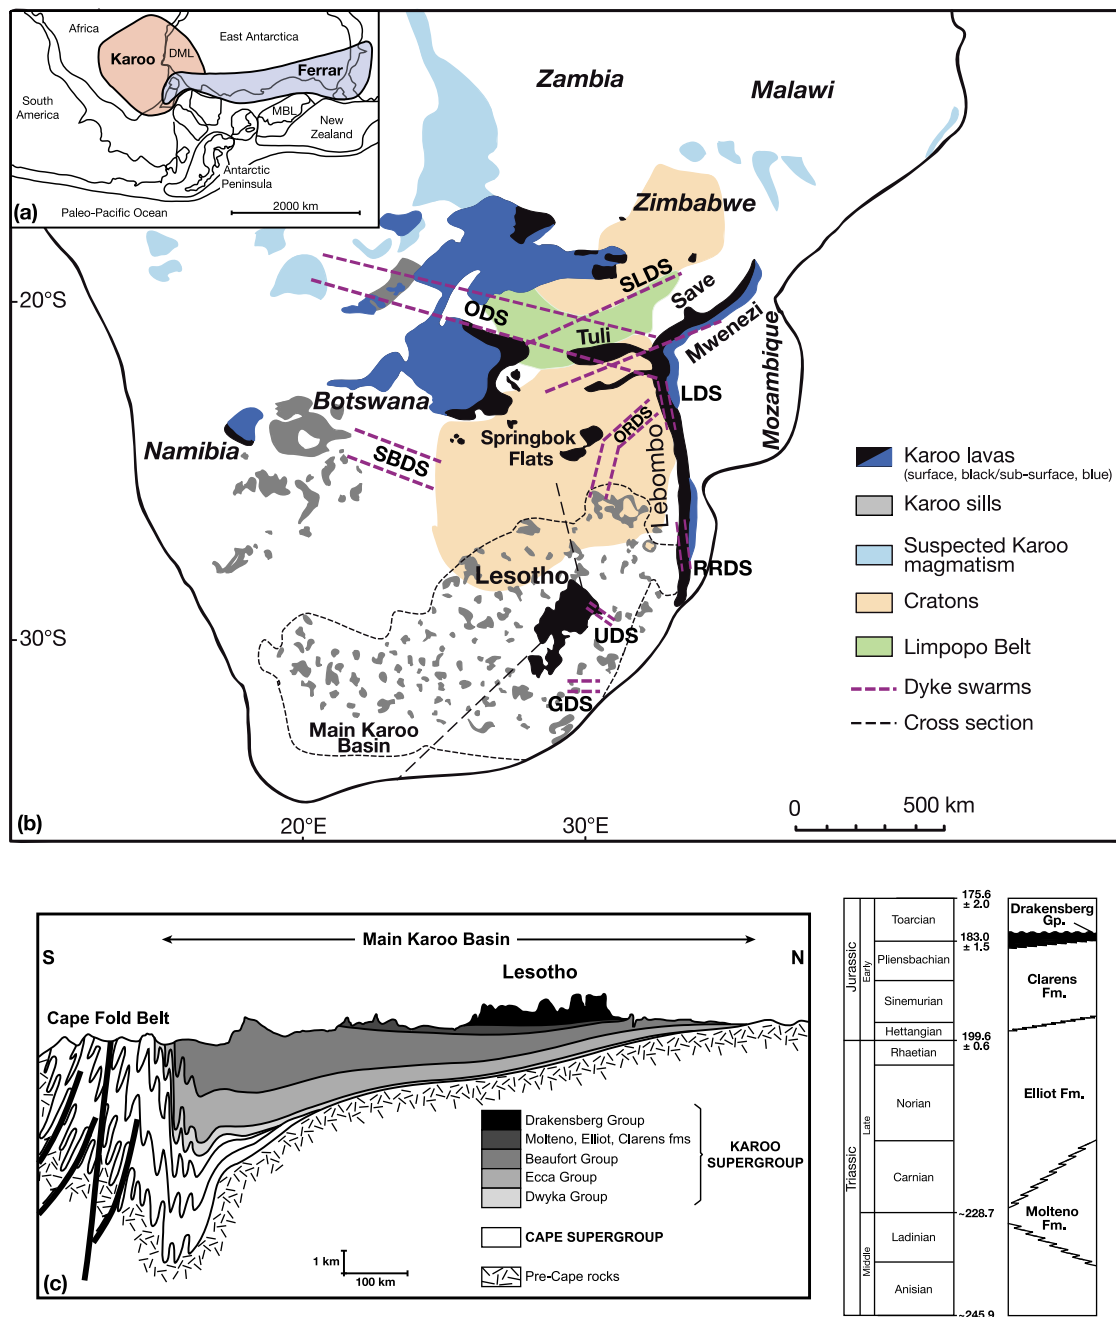 Africa
East Antarctica
Karoo
DML
Ferrar
South
America
MBL
New
Zealand
Antarctic
Peninsula
2000 km
(a)
Paleo-Pacific Ocean
Zambia
Malawi
Zimbabwe
20°S
SLDS
Save
ODS
Tuli
Mwenezi
Mozambique
Botswana
LDS
Namibia
Springbok
Flats
ORDS
SBDS
Lebombo
RRDS
Lesotho
30°S
UDS
GDS
Main Karoo
Basin
Karoo lavas
(surface, black/sub-surface, blue)
Karoo sills
Suspected Karoo
magmatism
Cratons
Limpopo Belt
Dyke swarms
Cross section
0
500 km
(b)
20°E
30°E
Main Karoo Basin
S
N
Lesotho
Cape Fold Belt
Drakensberg Group
Molteno, Elliot, Clarens fms
Beaufort Group
Ecca Group
Dwyka Group
KAROO
SUPERGROUP
CAPE SUPERGROUP
Pre-Cape rocks
1 km
100 km
(c)
175.6
± 2.0
Toarcian
Drakensberg
Gp.
183.0
± 1.5
Jurassic
Early
Pliensbachian
Clarens
Fm.
Sinemurian
Hettangian
199.6
± 0.6
Rhaetian
Elliot Fm.
Norian
Late
Triassic
Carnian
~228.7
Molteno
Fm.
Ladinian
Middle
Anisian
~245.9